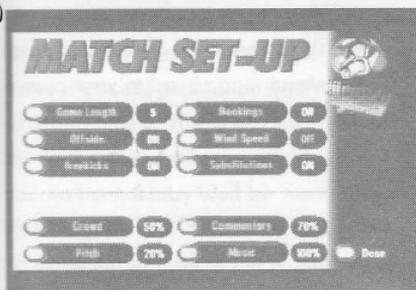 MATCH SET-UP
Game Length 5 Bookings ON
Offside ON Wind Speed Off
Freekicks ON Substitutions ON
Crowd 50% Commentary 70%
Pitch 20% Music 100% Done